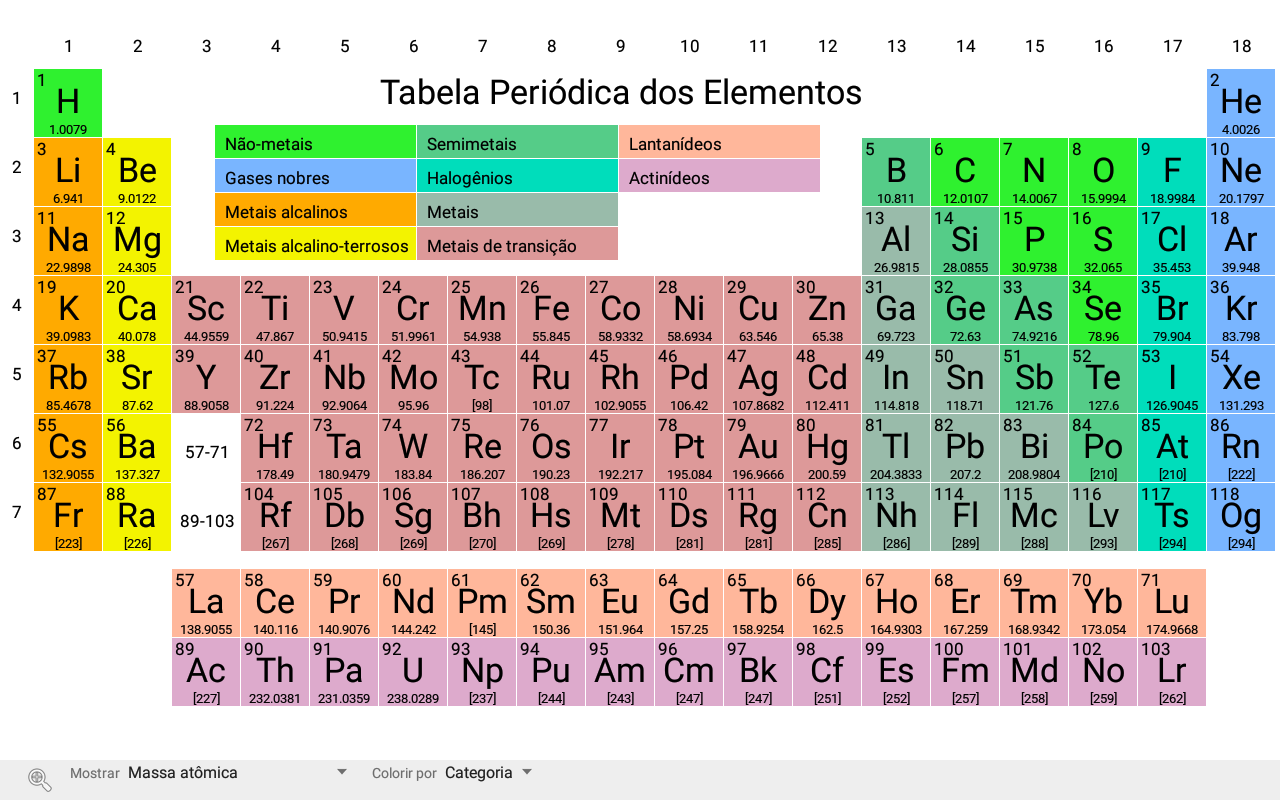 1 2 3 4 5 6 7 8 9 10 11 12 13 14 15 16 17 18
Tabela Periódica dos Elementos
Não-metais Semimetais Lantanídeos
Gases nobres Halogênios Actinídeos
Metais alcalinos Metais
Metais alcalino-terrosos Metais de transição
1
1 2
H He
1.0079 4.0026
2
3 4 5 6 7 8 9 10
Li Be B C N O F Ne
6.941 9.0122 10.811 12.0107 14.0067 15.9994 18.9984 20.1797
3
11 12 13 14 15 16 17 18
Na Mg Al Si P S Cl Ar
22.9898 24.305 26.9815 28.0855 30.9738 32.065 35.453 39.948
4
19 20 21 22 23 24 25 26 27 28 29 30 31 32 33 34 35 36
K Ca Sc Ti V Cr Mn Fe Co Ni Cu Zn Ga Ge As Se Br Kr
39.0983 40.078 44.9559 47.867 50.9415 51.9961 54.938 55.845 58.9332 58.6934 63.546 65.38 69.723 72.63 74.9216 78.96 79.904 83.798
5
37 38 39 40 41 42 43 44 45 46 47 48 49 50 51 52 53 54
Rb Sr Y Zr Nb Mo Tc Ru Rh Pd Ag Cd In Sn Sb Te I Xe
85.4678 87.62 88.9058 91.224 92.9064 95.96 [98] 101.07 102.9055 106.42 107.8682 112.411 114.818 118.71 121.76 127.6 126.9045 131.293
6
55 56 72 73 74 75 76 77 78 79 80 81 82 83 84 85 86
Cs Ba 57-71 Hf Ta W Re Os Ir Pt Au Hg Tl Pb Bi Po At Rn
132.9055 137.327 178.49 180.9479 183.84 186.207 190.23 192.217 195.084 196.9666 200.59 204.3833 207.2 208.9804 [210] [210] [222]
7
87 88 104 105 106 107 108 109 110 111 112 113 114 115 116 117 118
Fr Ra 89-103 Rf Db Sg Bh Hs Mt Ds Rg Cn Nh Fl Mc Lv Ts Og
[223] [226] [267] [268] [269] [270] [269] [278] [281] [281] [285] [286] [289] [288] [293] [294] [294]
57 58 59 60 61 62 63 64 65 66 67 68 69 70 71
La Ce Pr Nd Pm Sm Eu Gd Tb Dy Ho Er Tm Yb Lu
138.9055 140.116 140.9076 144.242 [145] 150.36 151.964 157.25 158.9254 162.5 164.9303 167.259 168.9342 173.054 174.9668
89 90 91 92 93 94 95 96 97 98 99 100 101 102 103
Ac Th Pa U Np Pu Am Cm Bk Cf Es Fm Md No Lr
[227] 232.0381 231.0359 238.0289 [237] [244] [243] [247] [247] [251] [252] [257] [258] [259] [262]
Mostrar Massa atômica Colorir por Categoria